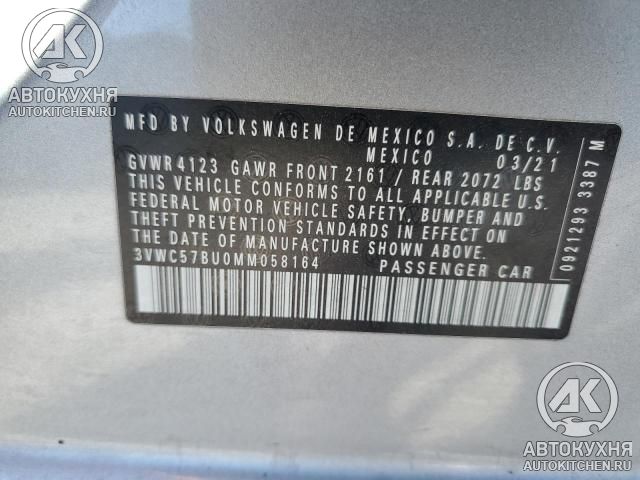 АВТОКУХНЯ
AUTOKITCHEN.RU
MFD BY VOLKSWAGEN DE MEXICO S.A. DE C.V.
MEXICO 03/21
GVWR 4123 GAWR FRONT 2161 / REAR 2072 LBS
THIS VEHICLE CONFORMS TO ALL APPLICABLE U.S.
FEDERAL MOTOR VEHICLE SAFETY, BUMPER AND
THEFT PREVENTION STANDARDS IN EFFECT ON
THE DATE OF MANUFACTURE SHOWN ABOVE.
3VWC57BU0MM058164 PASSENGER CAR
0921293 3387 M
АК
АВТОКУХНЯ
AUTOKITCHEN.RU